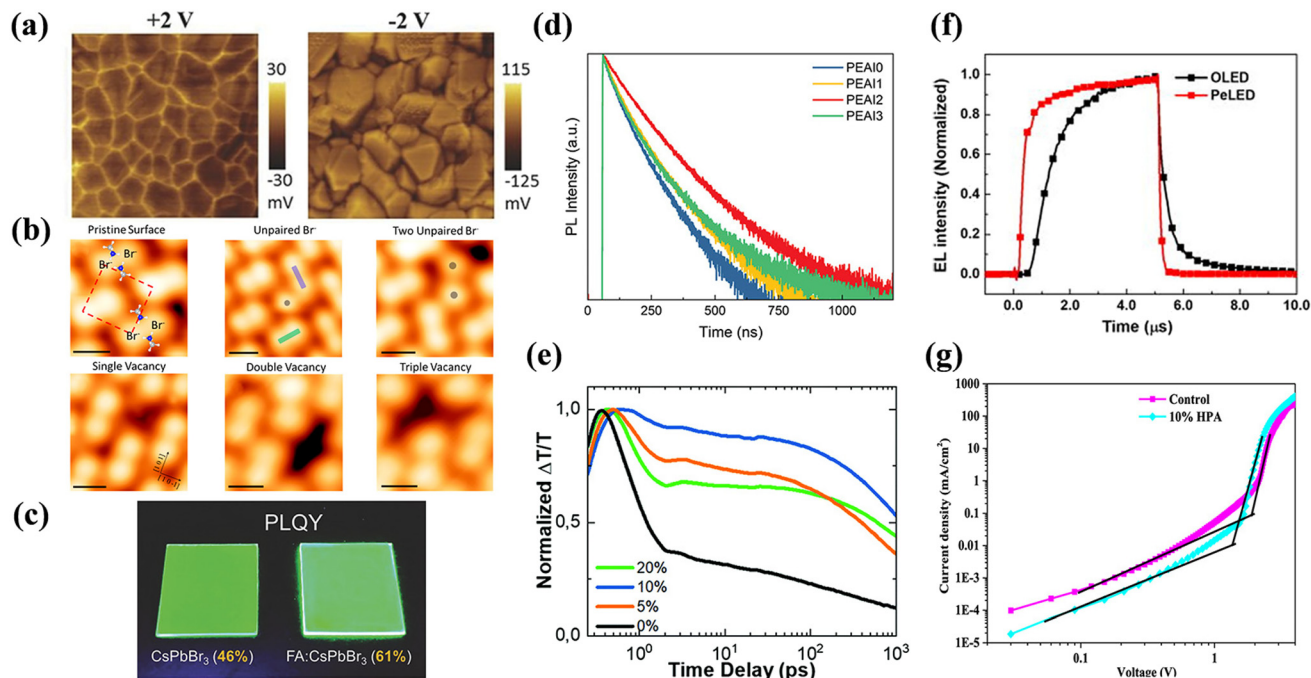 (a)
+2 V
-2 V
30
-30
mV
115
-125
mV
(b)
Pristine Surface
Unpaired Br⁻
Two Unpaired Br⁻
Br⁻
Br⁻
Br⁻
Br⁻
Single Vacancy
Double Vacancy
Triple Vacancy
(c)
PLQY
CsPbBr₃ (46%)
FA:CsPbBr₃ (61%)
(d)
PEAI0
PEAI1
PEAI2
PEAI3
PL Intensity (a.u.)
0 250 500 750 1000
Time (ns)
(e)
Normalized ΔT/T
1,0
0,5
0,0
20%
10%
5%
0%
10⁰ 10¹ 10² 10³
Time Delay (ps)
(f)
EL intensity (Normalized)
1.0
0.8
0.6
0.4
0.2
0.0
OLED
PeLED
0.0 2.0 4.0 6.0 8.0 10.0
Time (μs)
(g)
Current density (mA/cm²)
1000
100
10
1
0.1
0.01
1E-3
1E-4
1E-5
Control
10% HPA
0.1 1
Voltage (V)